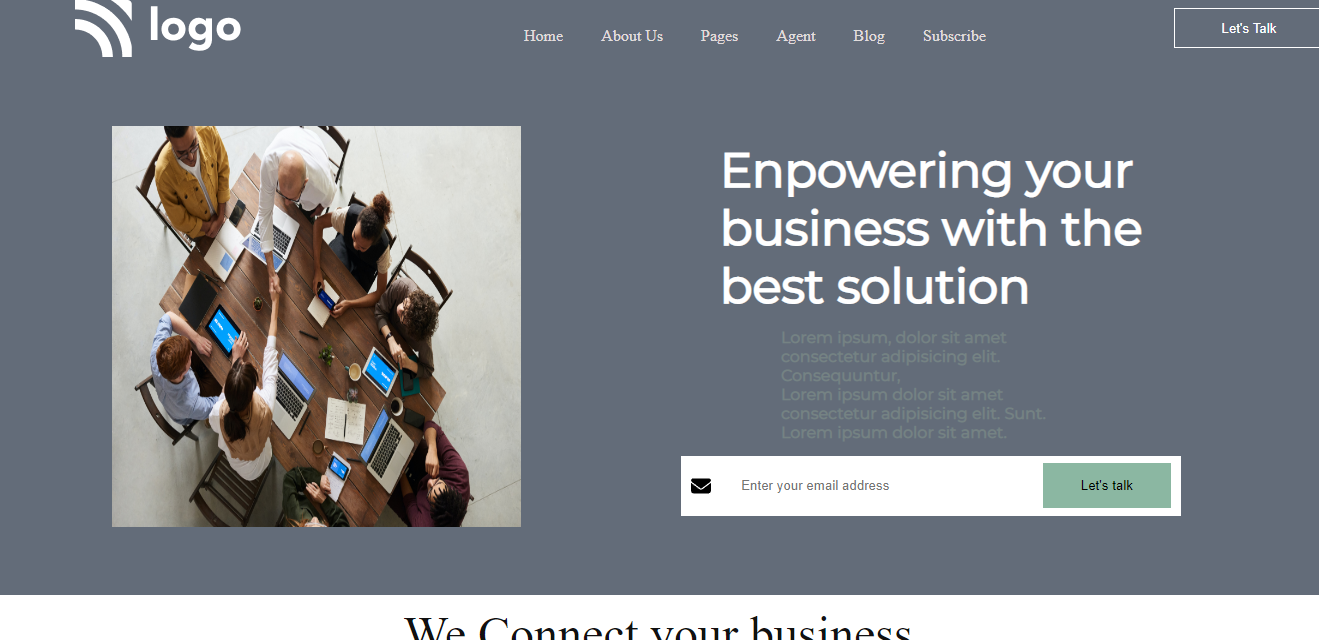 logo
Home About Us Pages Agent Blog Subscribe
Let's Talk
Enpowering your
business with the
best solution
Lorem ipsum, dolor sit amet
consectetur adipisicing elit.
Consequuntur,
Lorem ipsum dolor sit amet
consectetur adipisicing elit. Sunt.
Lorem ipsum dolor sit amet.
Enter your email address
Let's talk
We Connect your business